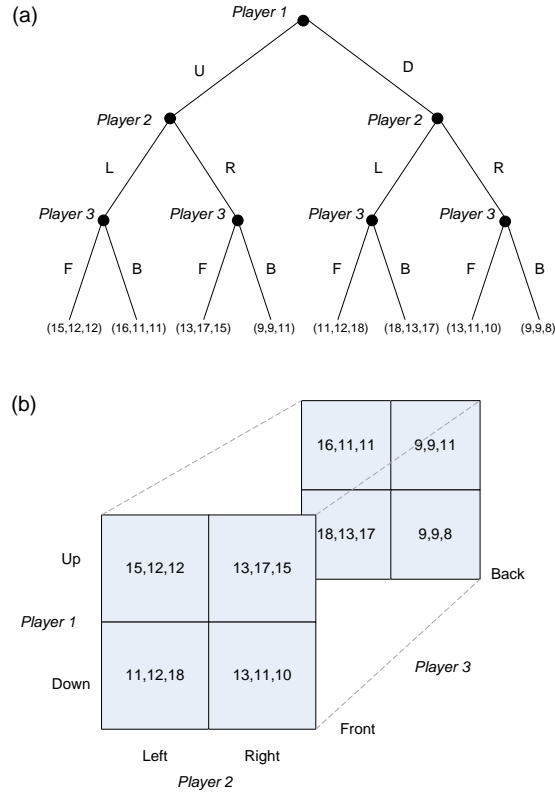 (a)
Player 1
U
D
Player 2
Player 2
L
R
L
R
Player 3
Player 3
Player 3
Player 3
F
B
F
B
F
B
F
B
(15,12,12)
(16,11,11)
(13,17,15)
(9,9,11)
(11,12,18)
(18,13,17)
(13,11,10)
(9,9,8)
(b)
16,11,11
9,9,11
18,13,17
9,9,8
Back
Up
15,12,12
13,17,15
Player 1
Player 3
Down
11,12,18
13,11,10
Front
Left
Right
Player 2